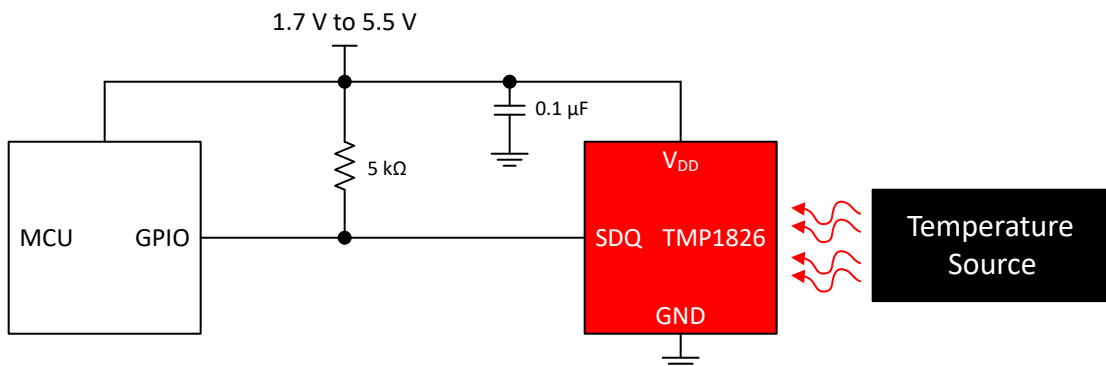 1.7 V to 5.5 V
0.1 µF
5 kΩ
VDD
MCU
GPIO
SDQ
TMP1826
GND
Temperature
Source